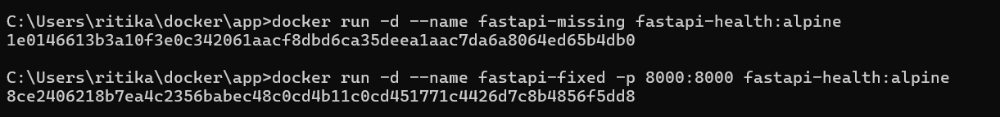 C:\Users\ritika\docker\app>docker run -d --name fastapi-missing fastapi-health:alpine
1e0146613b3a10f3e0c342061aacf8dbd6ca35deea1aac7da6a8064ed65b4db0
C:\Users\ritika\docker\app>docker run -d --name fastapi-fixed -p 8000:8000 fastapi-health:alpine
8ce2406218b7ea4c2356babec48c0cd4b11c0cd451771c4426d7c8b4856f5dd8